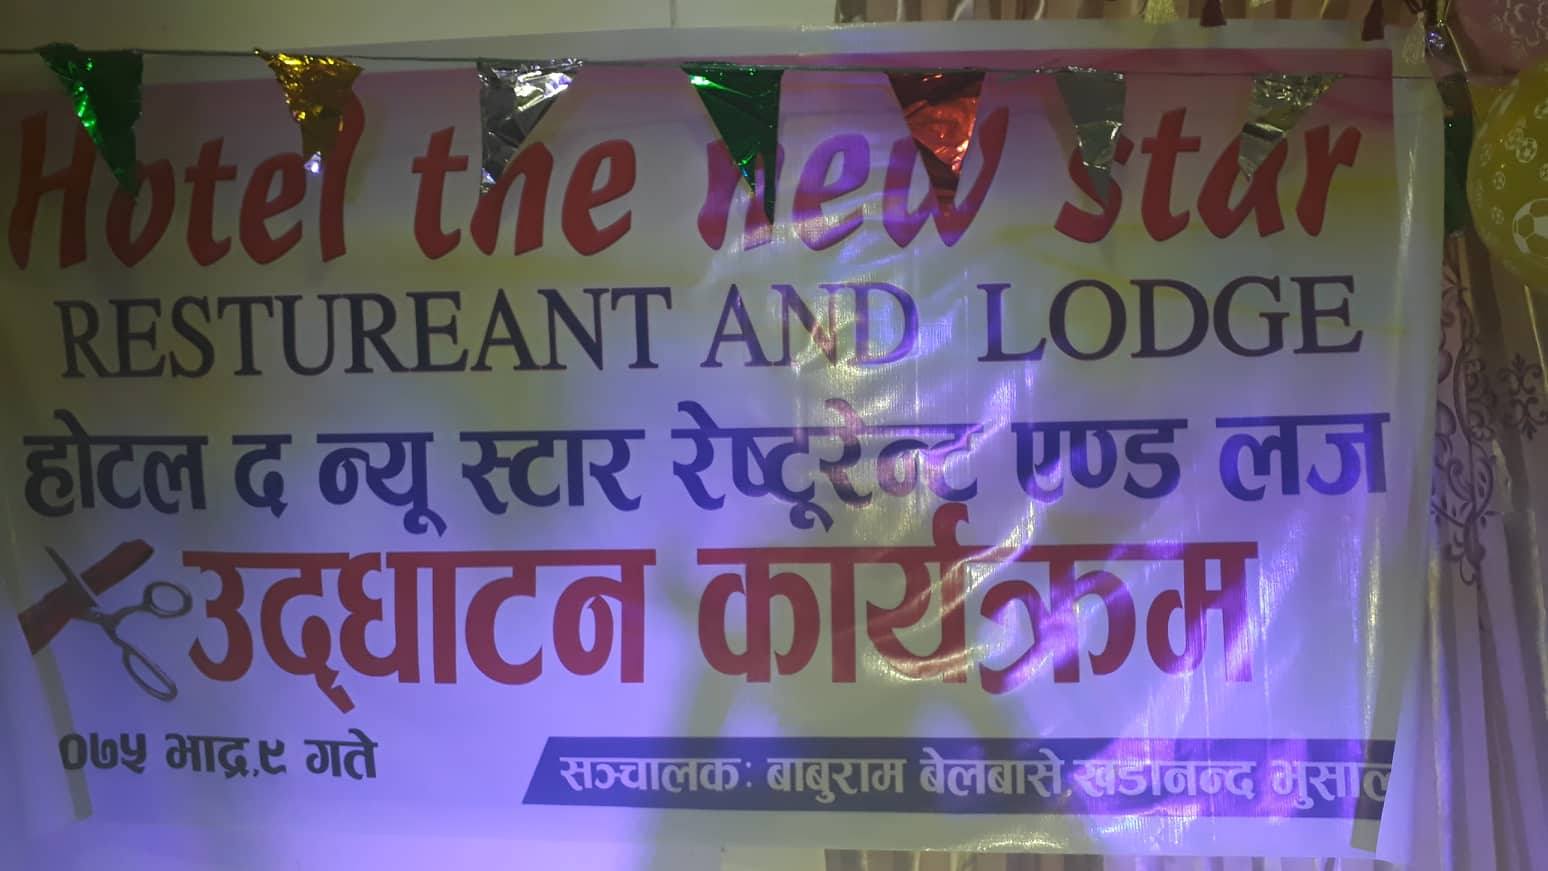 Hotel the new star
RESTUREANT AND LODGE
होटल द न्यू स्टार रेष्टूरेन्ट एण्ड लज
उद्‌घाटन कार्यक्रम
०७५ भाद्र,९ गते
सञ्चालक: बाबुराम बेलबासे,खडानन्द भुसाल